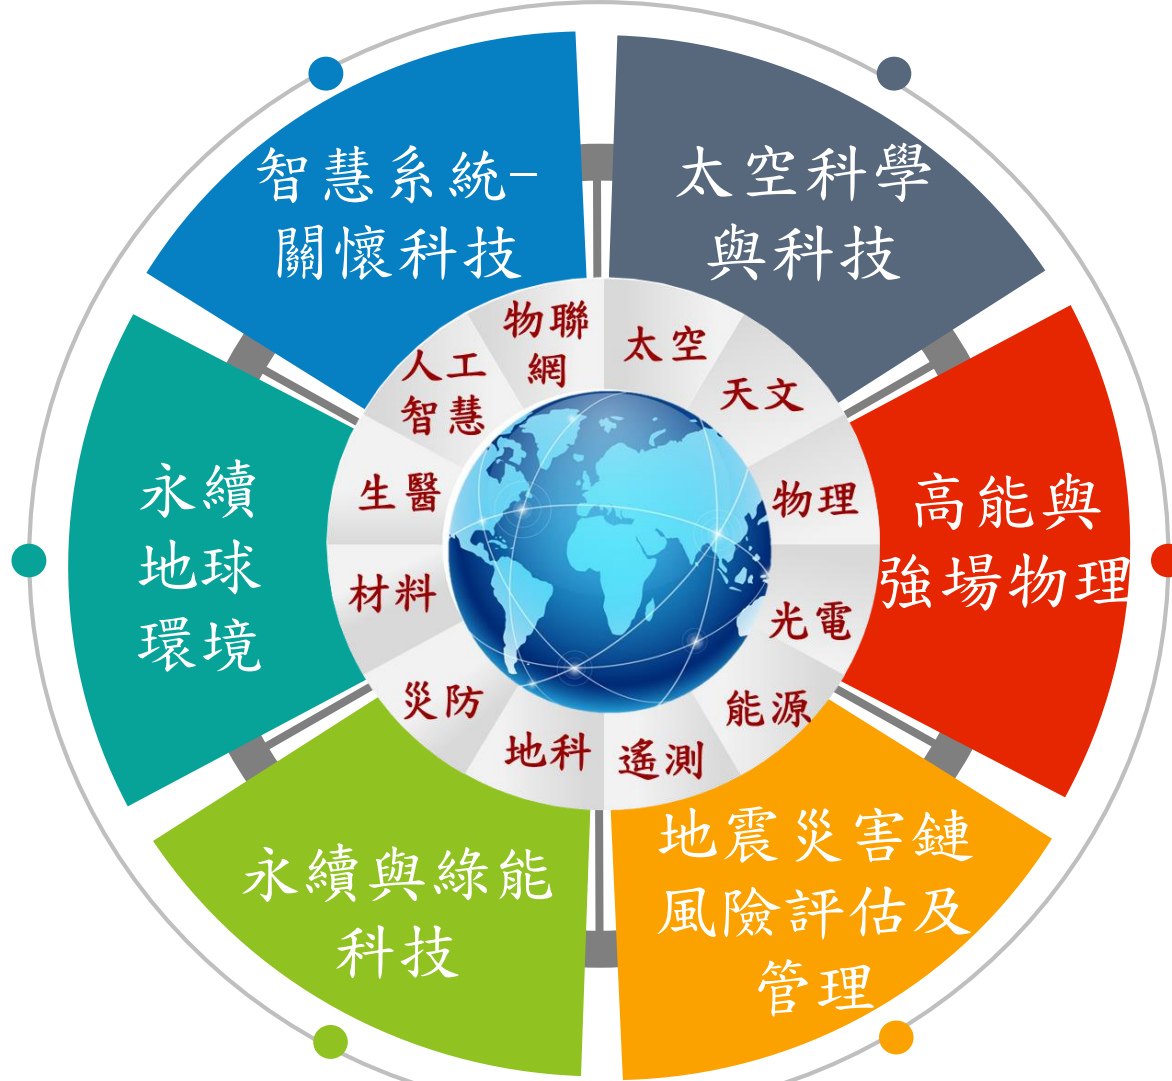 智慧系統-
關懷科技
太空科學
與科技
高能與
強場物理
地震災害鏈
風險評估及
管理
永續與綠能
科技
永續
地球
環境
物聯
網
太空
天文
物理
光電
能源
遙測
地科
災防
材料
生醫
人工
智慧